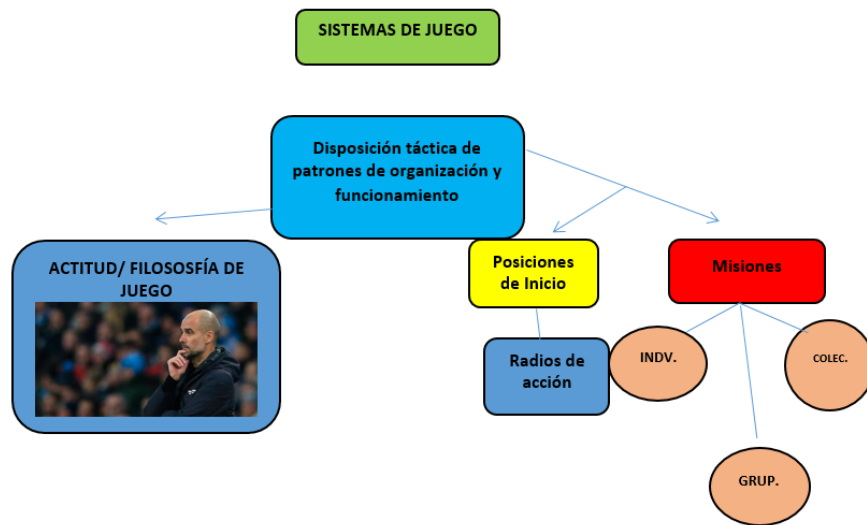 SISTEMAS DE JUEGO
Disposición táctica de
patrones de organización y
funcionamiento
ACTITUD/ FILOSOSFÍA DE
JUEGO
Posiciones
de Inicio
Misiones
Radios de
acción
INDV.
COLEC.
GRUP.